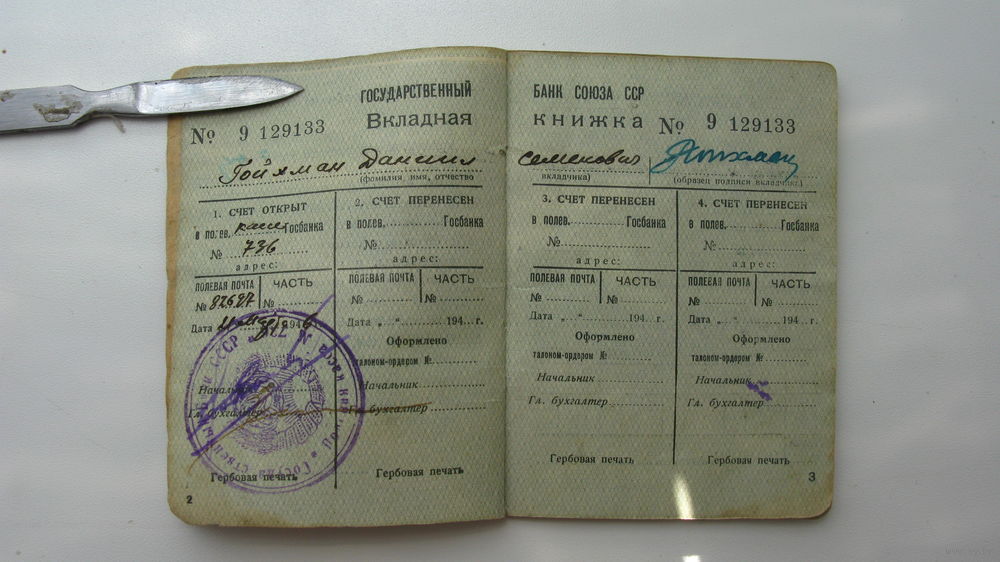 ГОСУДАРСТВЕННЫЙ
№ 9 129133 Вкладная
Гойхман Даниил
(фамилия, имя, отчество
1. СЧЕТ ОТКРЫТ
в полев. кассе Госбанка
№ 736
адрес:
ПОЛЕВАЯ ПОЧТА ЧАСТЬ
№ №
Дата 194 г.
Начальник
Гл. бухгалтер
Гербовая печать
2
2. СЧЕТ ПЕРЕНЕСЕН
в полев. Госбанка
№
адрес:
ПОЛЕВАЯ ПОЧТА ЧАСТЬ
№ №
Дата „ “ 194 г.
Оформлено
талоном-ордером №
Начальник
Гл. бухгалтер
Гербовая печать
БАНК СОЮЗА ССР
книжка № 9 129133
Семенович Гойхман
вкладчика) (образец подписи вкладчика)
3. СЧЕТ ПЕРЕНЕСЕН
в полев. Госбанка
№
адрес:
ПОЛЕВАЯ ПОЧТА ЧАСТЬ
№ №
Дата „ “ 194 г.
Оформлено
талоном-ордером №
Начальник
Гл. бухгалтер
Гербовая печать
4. СЧЕТ ПЕРЕНЕСЕН
в полев. Госбанка
№
адрес:
ПОЛЕВАЯ ПОЧТА ЧАСТЬ
№ №
Дата „ “ 194 г.
Оформлено
талоном-ордером №
Начальник
Гл. бухгалтер
Гербовая печать
3